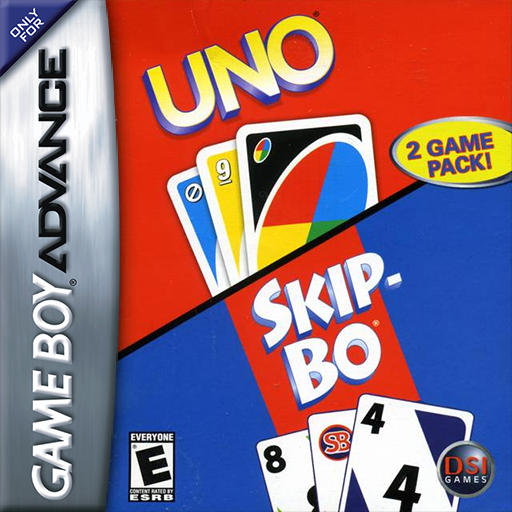 ONLY
FOR
GAME BOY ADVANCE
UNO
®
9
2 GAME
PACK!
SKIP-
BO®
8
SB
4
4
EVERYONE
E
®
CONTENT RATED BY
ESRB
DSI
GAMES